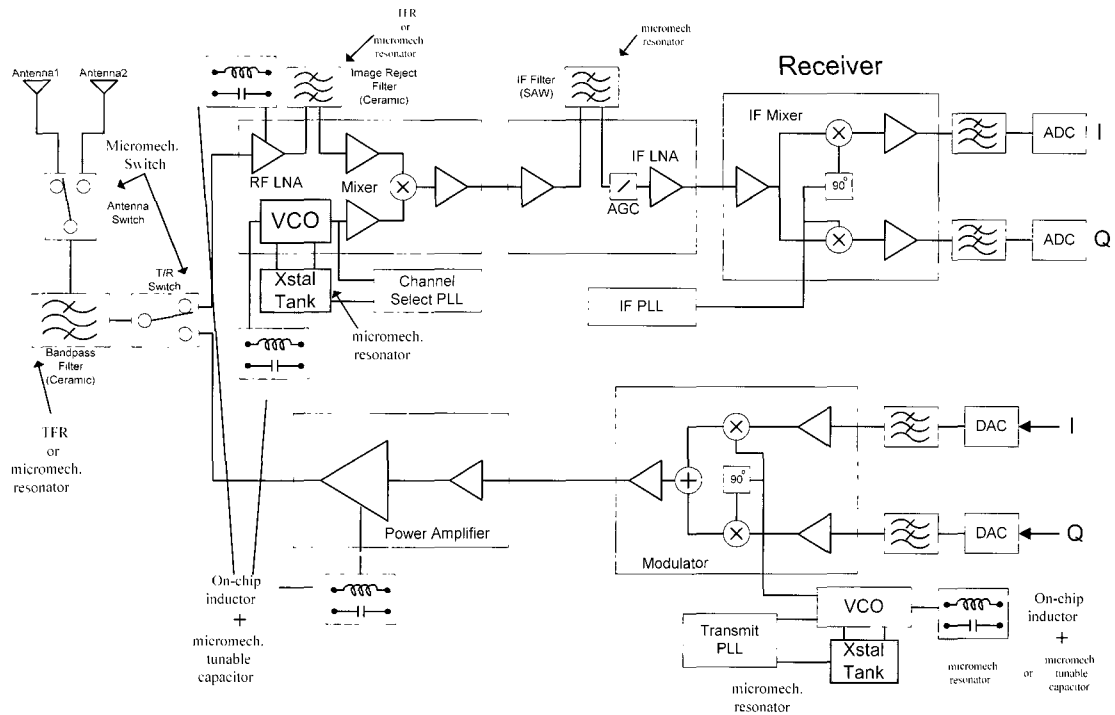 TFR
or
micromech
resonator
micromech
resonator
Antenna1
Antenna2
Image Reject
Filter
(Ceramic)
IF Filter
(SAW)
Receiver
IF Mixer
ADC
I
Micromech.
Switch
RF LNA
Mixer
IF LNA
AGC
90°
Antenna
Switch
VCO
ADC
Q
T/R
Switch
Xstal
Tank
Channel
Select PLL
IF PLL
micromech.
resonator
Bandpass
Filter
(Ceramic)
TFR
or
micromech.
resonator
DAC
I
90°
Power Amplifier
DAC
Q
Modulator
On-chip
inductor
+
micromech.
tunable
capacitor
VCO
Transmit
PLL
Xstal
Tank
On-chip
inductor
+
micromech
resonator
or
micromech
tunable
capacitor
micromech.
resonator